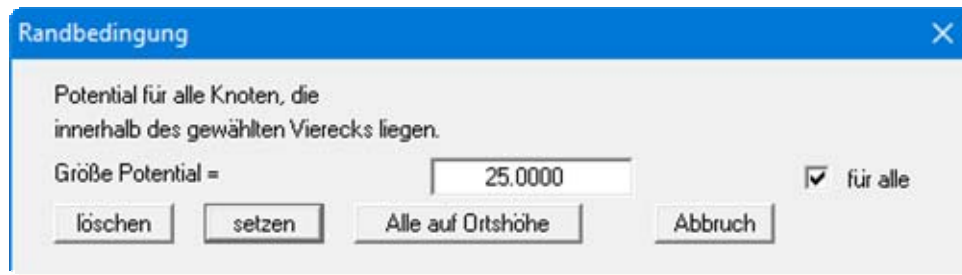 Randbedingung
Potential für alle Knoten, die
innerhalb des gewählten Vierecks liegen.
Größe Potential = 25.0000 für alle
löschen setzen Alle auf Ortshöhe Abbruch